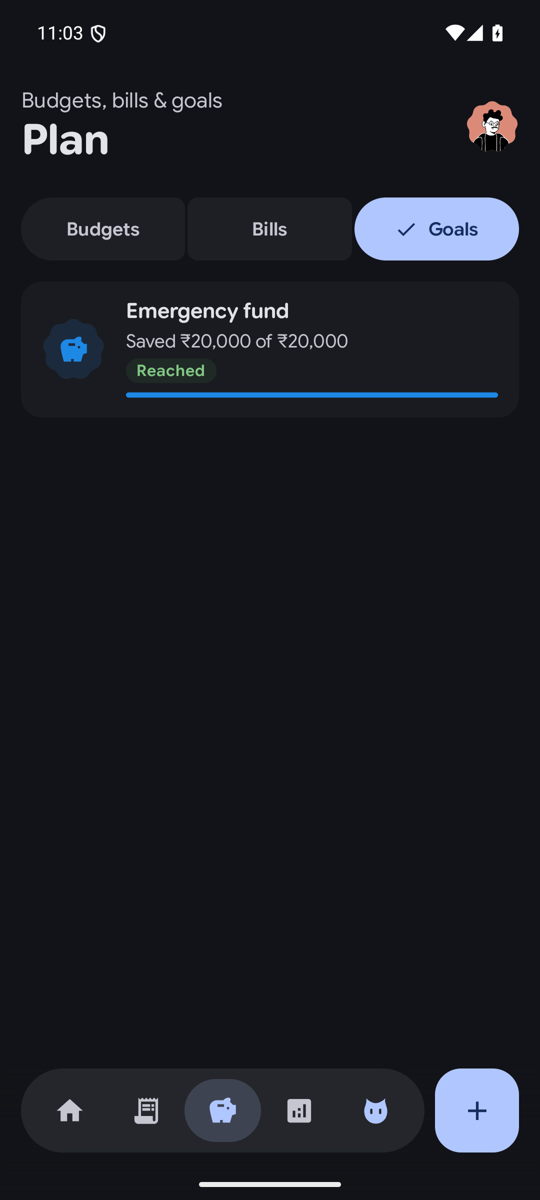 11:03
Budgets, bills & goals
Plan
Budgets
Bills
Goals
Emergency fund
Saved ₹20,000 of ₹20,000
Reached